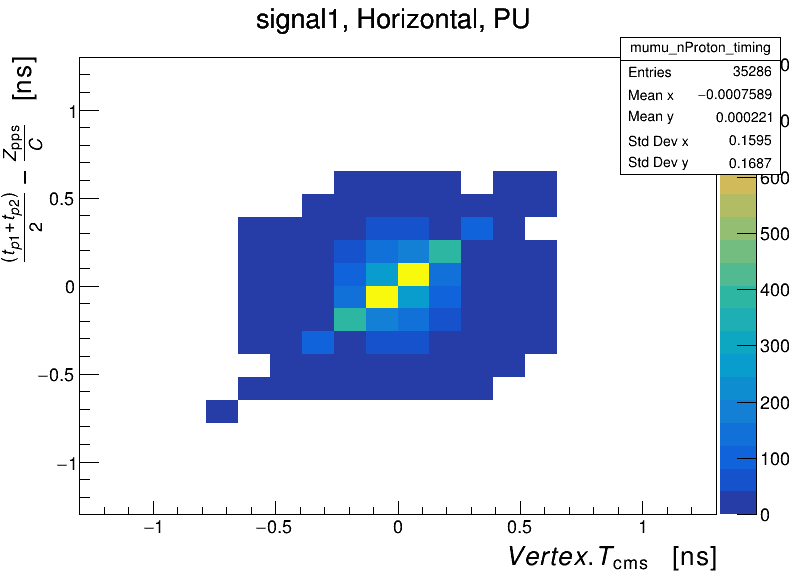 signal1, Horizontal, PU
mumu_nProton_timing
Entries 35286
Mean x −0.0007589
Mean y 0.000221
Std Dev x 0.1595
Std Dev y 0.1687
(t_p1+t_p2)/2 − Z_pps/C [ns]
1
0.5
0
−0.5
−1
−1 −0.5 0 0.5 1
Vertex.T_cms [ns]
600
500
400
300
200
100
0